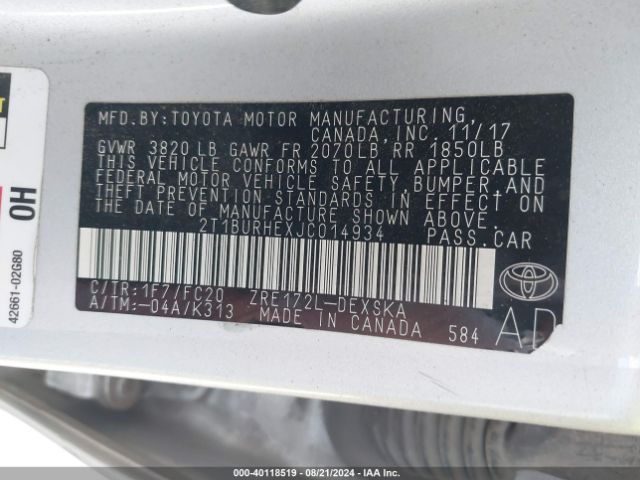 MFD.BY:TOYOTA MOTOR MANUFACTURING,
CANADA,INC. 11/17
GVWR 3820 LB GAWR FR 2070LB RR 1850LB
THIS VEHICLE CONFORMS TO ALL APPLICABLE
FEDERAL MOTOR VEHICLE SAFETY,BUMPER,AND
THEFT PREVENTION STANDARDS IN EFFECT ON
THE DATE OF MANUFACTURE SHOWN ABOVE.
2T1BURHEXJC014934 PASS.CAR
C/TR:1F7/FC20 ZRE172L-DEXSKA
A/TM:-04A/K313 MADE IN CANADA 584
AD
0H
42661-02G80
000-40118519 - 08/21/2024 - IAA Inc.